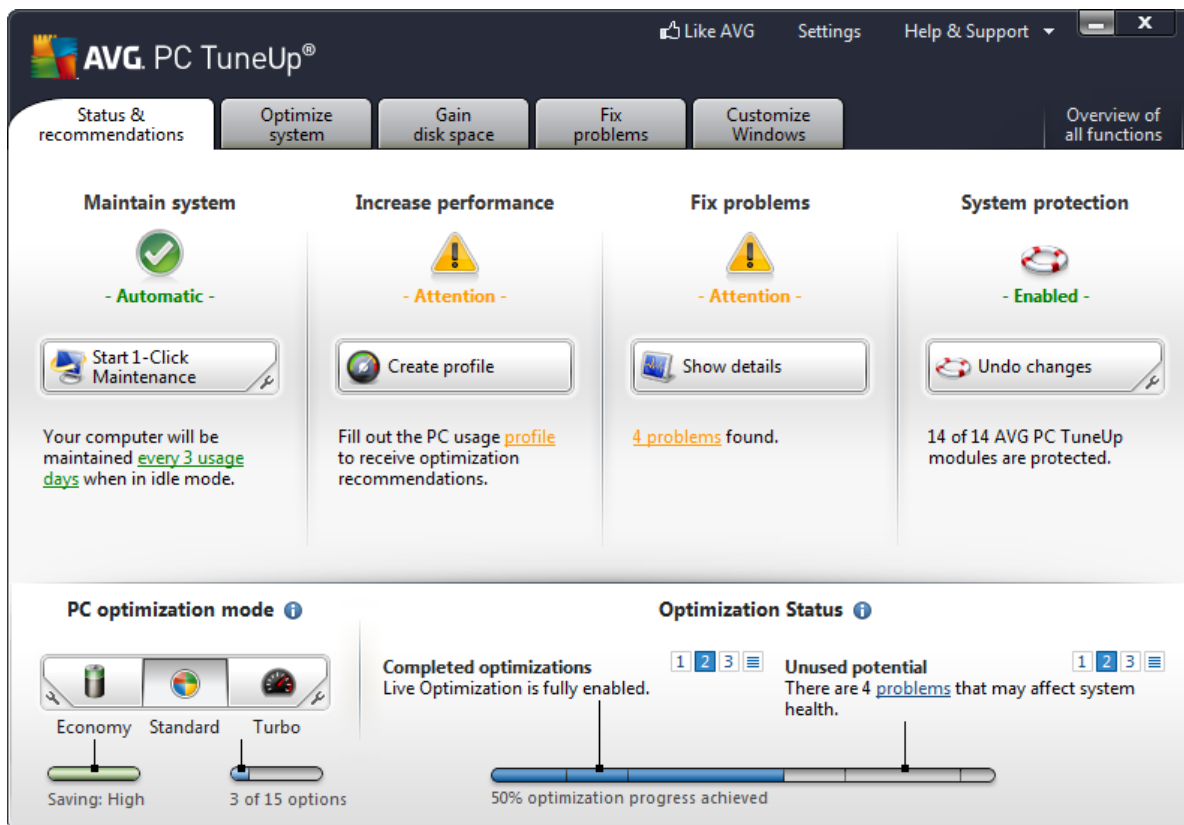 Like AVG
Settings
Help & Support
AVG. PC TuneUp®
Status &
recommendations
Optimize
system
Gain
disk space
Fix
problems
Customize
Windows
Overview of
all functions
Maintain system
- Automatic -
Start 1-Click
Maintenance
Your computer will be
maintained every 3 usage
days when in idle mode.
Increase performance
- Attention -
Create profile
Fill out the PC usage profile
to receive optimization
recommendations.
Fix problems
- Attention -
Show details
4 problems found.
System protection
- Enabled -
Undo changes
14 of 14 AVG PC TuneUp
modules are protected.
PC optimization mode
Economy
Standard
Turbo
Saving: High
3 of 15 options
Optimization Status
Completed optimizations
1 2 3
Live Optimization is fully enabled.
Unused potential
1 2 3
There are 4 problems that may affect system
health.
50% optimization progress achieved